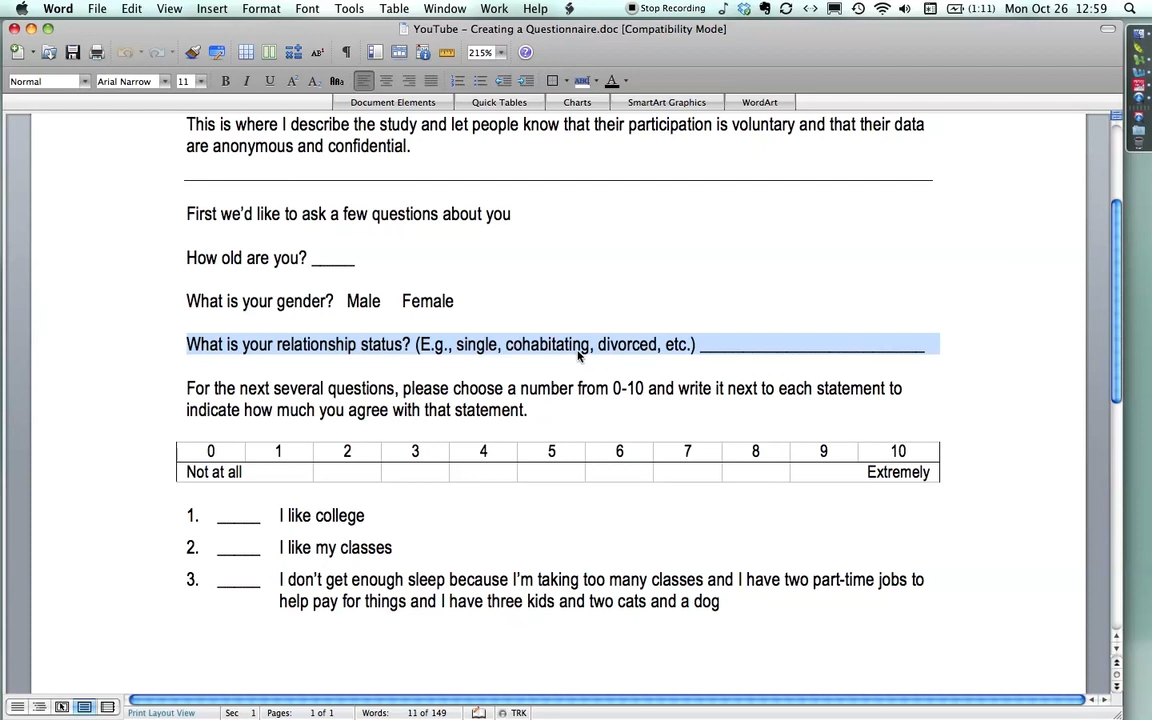 Word File Edit View Insert Format Font Tools Table Window Work Help Stop Recording (1:11) Mon Oct 26 12:59
YouTube - Creating a Questionnaire.doc [Compatibility Mode]
215%
Normal Arial Narrow 11 B I U A² A₂ ABC
Document Elements Quick Tables Charts SmartArt Graphics WordArt
This is where I describe the study and let people know that their participation is voluntary and that their data
are anonymous and confidential.
First we'd like to ask a few questions about you
How old are you? _____
What is your gender? Male Female
What is your relationship status? (E.g., single, cohabitating, divorced, etc.) ___________________________
For the next several questions, please choose a number from 0-10 and write it next to each statement to
indicate how much you agree with that statement.
0 1 2 3 4 5 6 7 8 9 10
Not at all Extremely
1. _____ I like college
2. _____ I like my classes
3. _____ I don't get enough sleep because I'm taking too many classes and I have two part-time jobs to
help pay for things and I have three kids and two cats and a dog
Print Layout View Sec 1 Pages: 1 of 1 Words: 11 of 149 TRK